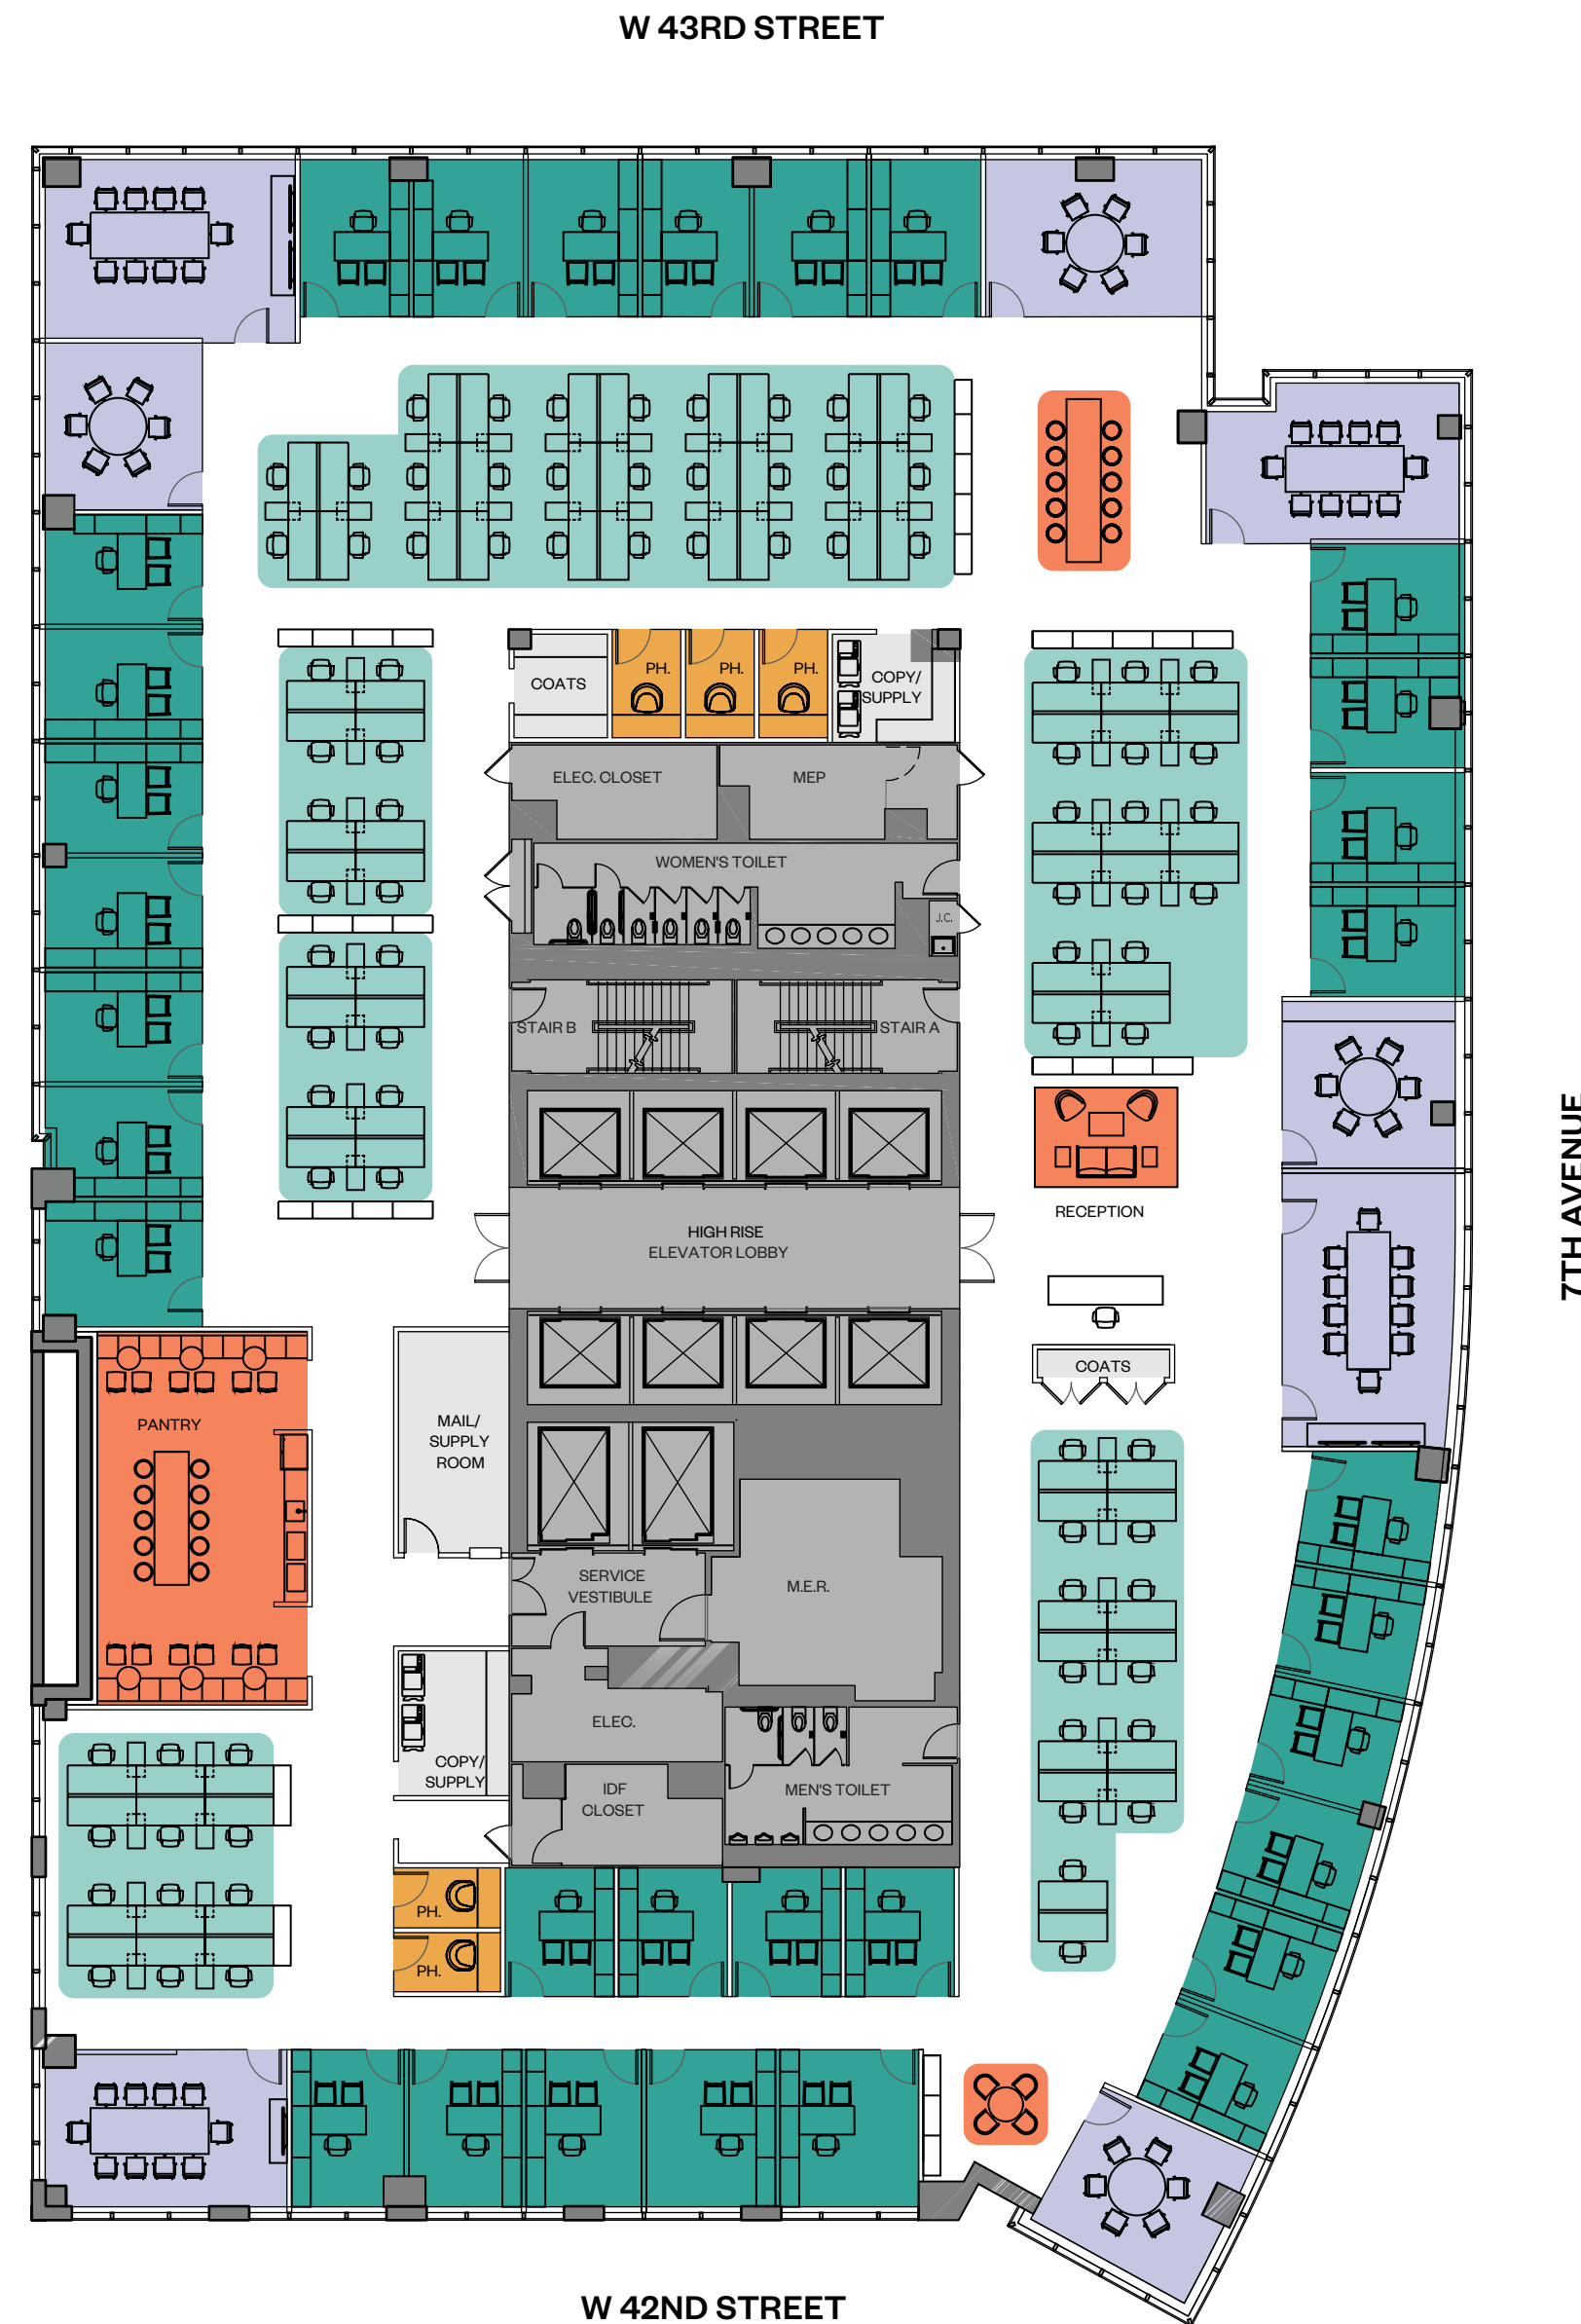 W 43RD STREET
COATS
PH.
PH.
PH.
COPY/
SUPPLY
ELEC. CLOSET
MEP
WOMEN'S TOILET
J.C.
STAIR B
STAIR A
7TH AVENUE
RECEPTION
HIGH RISE
ELEVATOR LOBBY
COATS
PANTRY
MAIL/
SUPPLY
ROOM
SERVICE
VESTIBULE
M.E.R.
ELEC.
COPY/
SUPPLY
IDF
CLOSET
MEN'S TOILET
PH.
PH.
W 42ND STREET